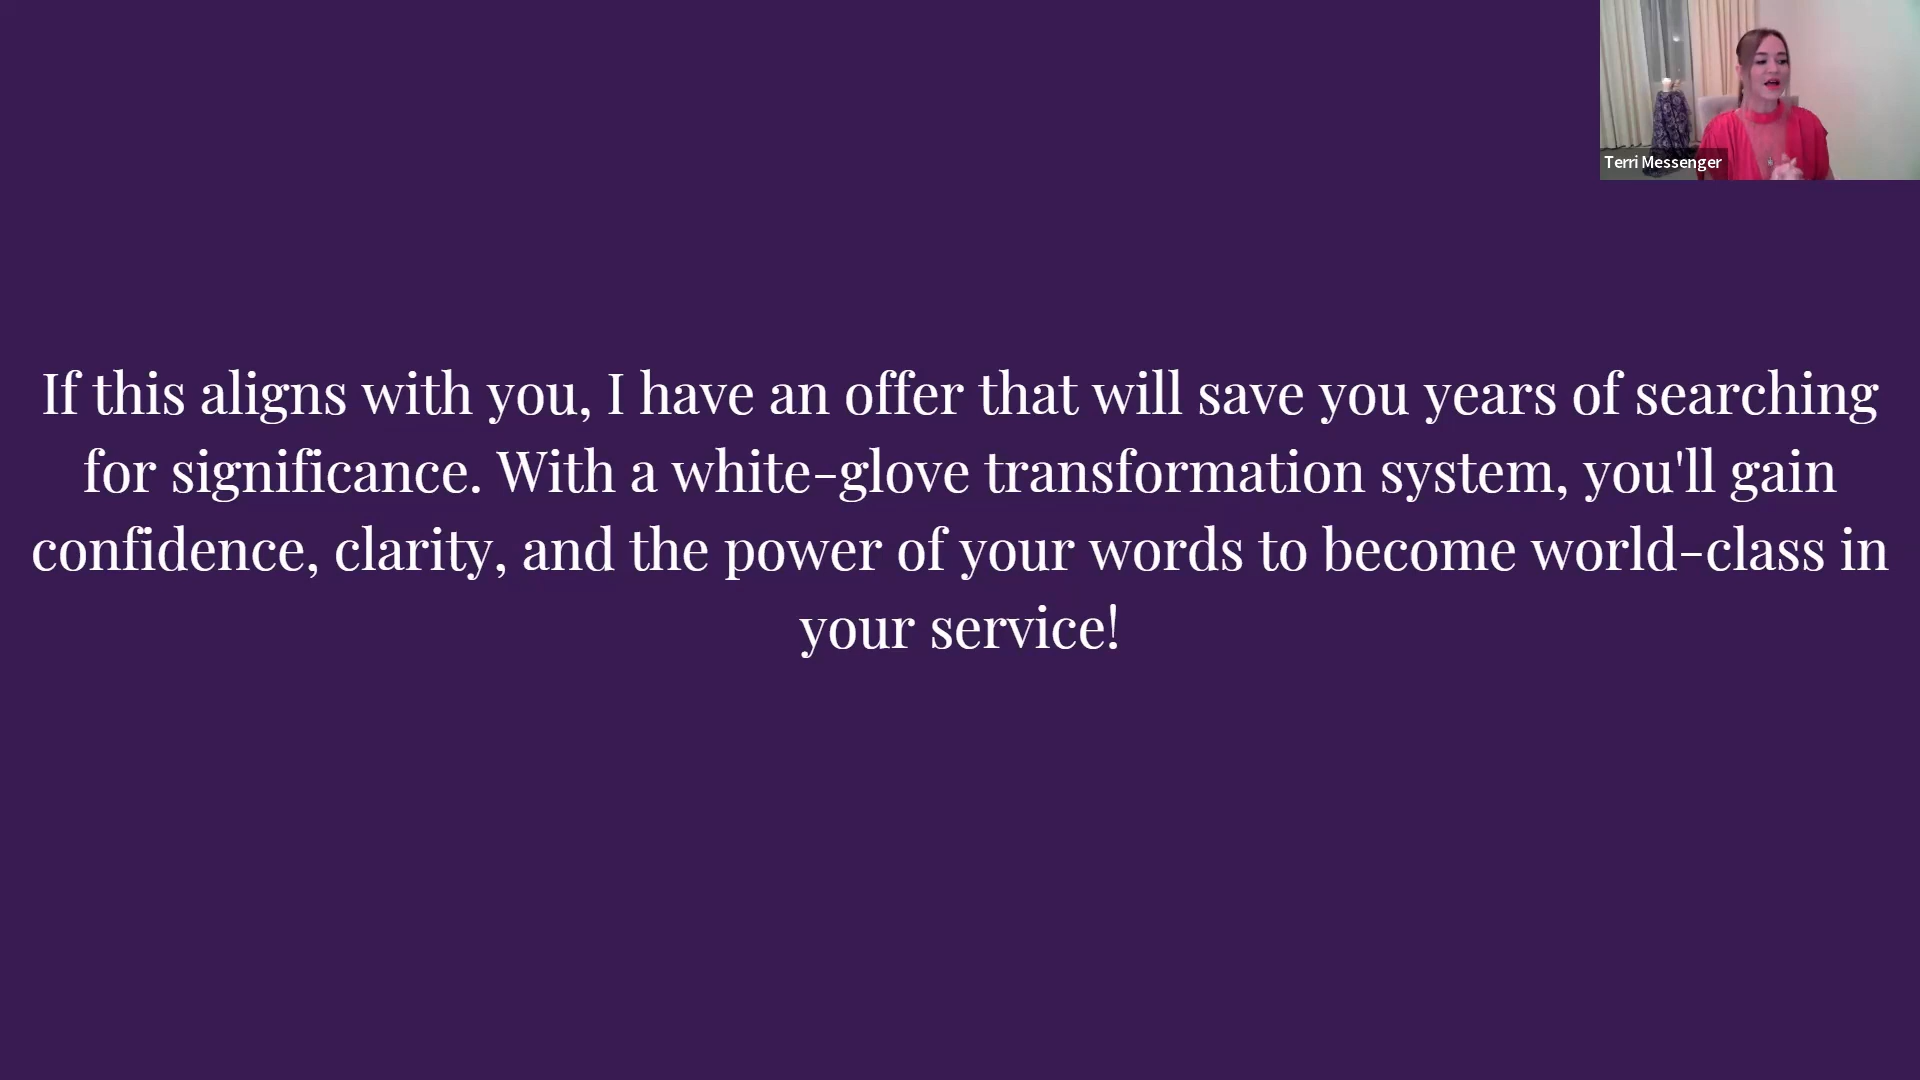 Terri Messenger
If this aligns with you, I have an offer that will save you years of searching
for significance. With a white-glove transformation system, you'll gain
confidence, clarity, and the power of your words to become world-class in
your service!